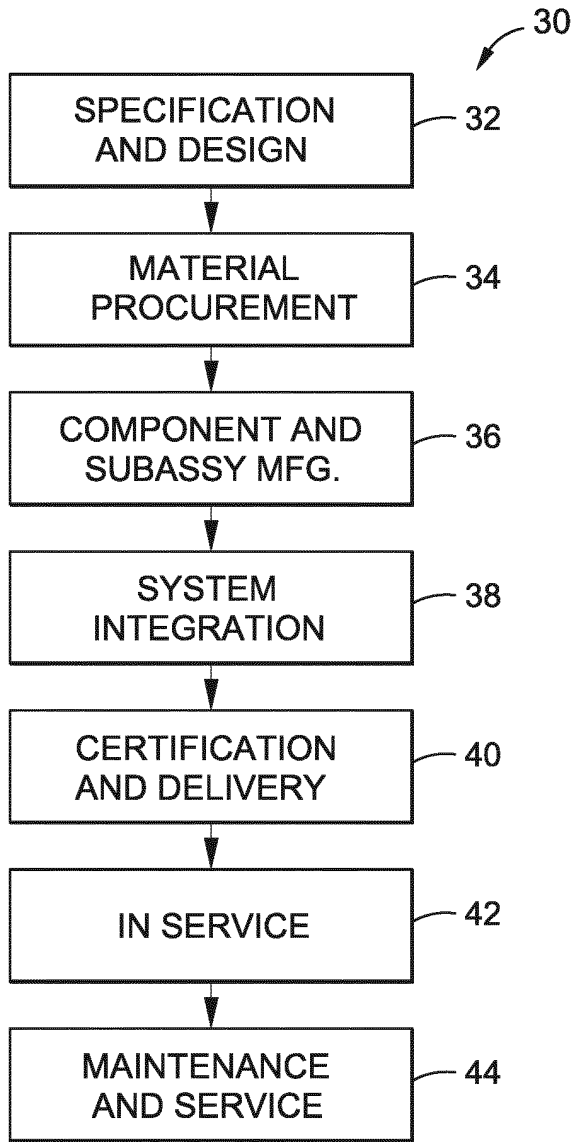 30
SPECIFICATION
AND DESIGN
32
MATERIAL
PROCUREMENT
34
COMPONENT AND
SUBASSY MFG.
36
SYSTEM
INTEGRATION
38
CERTIFICATION
AND DELIVERY
40
IN SERVICE
42
MAINTENANCE
AND SERVICE
44